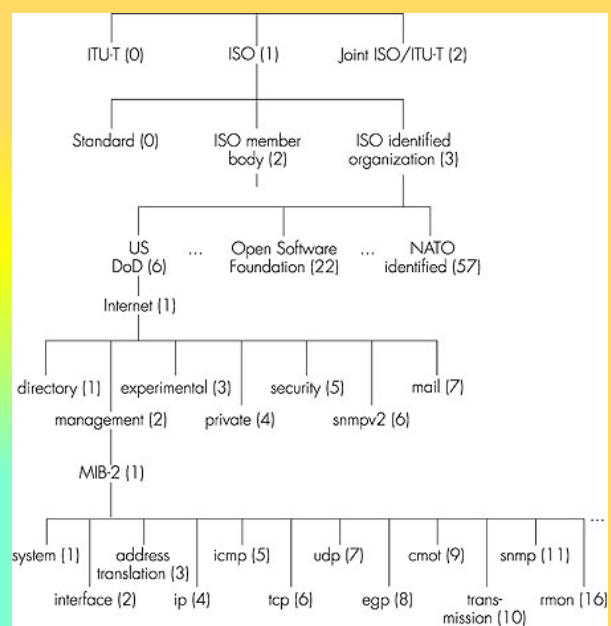 ITU-T (0) ISO (1) Joint ISO/ITU-T (2)
Standard (0) ISO member ISO identified
body (2) organization (3)
US ... Open Software ... NATO
DoD (6) Foundation (22) identified (57)
Internet (1)
directory (1) experimental (3) security (5) mail (7)
management (2) private (4) snmpv2 (6)
MIB-2 (1)
...
system (1) address icmp (5) udp (7) cmot (9) snmp (11)
translation (3)
interface (2) ip (4) tcp (6) egp (8) trans- rmon (16)
mission (10)